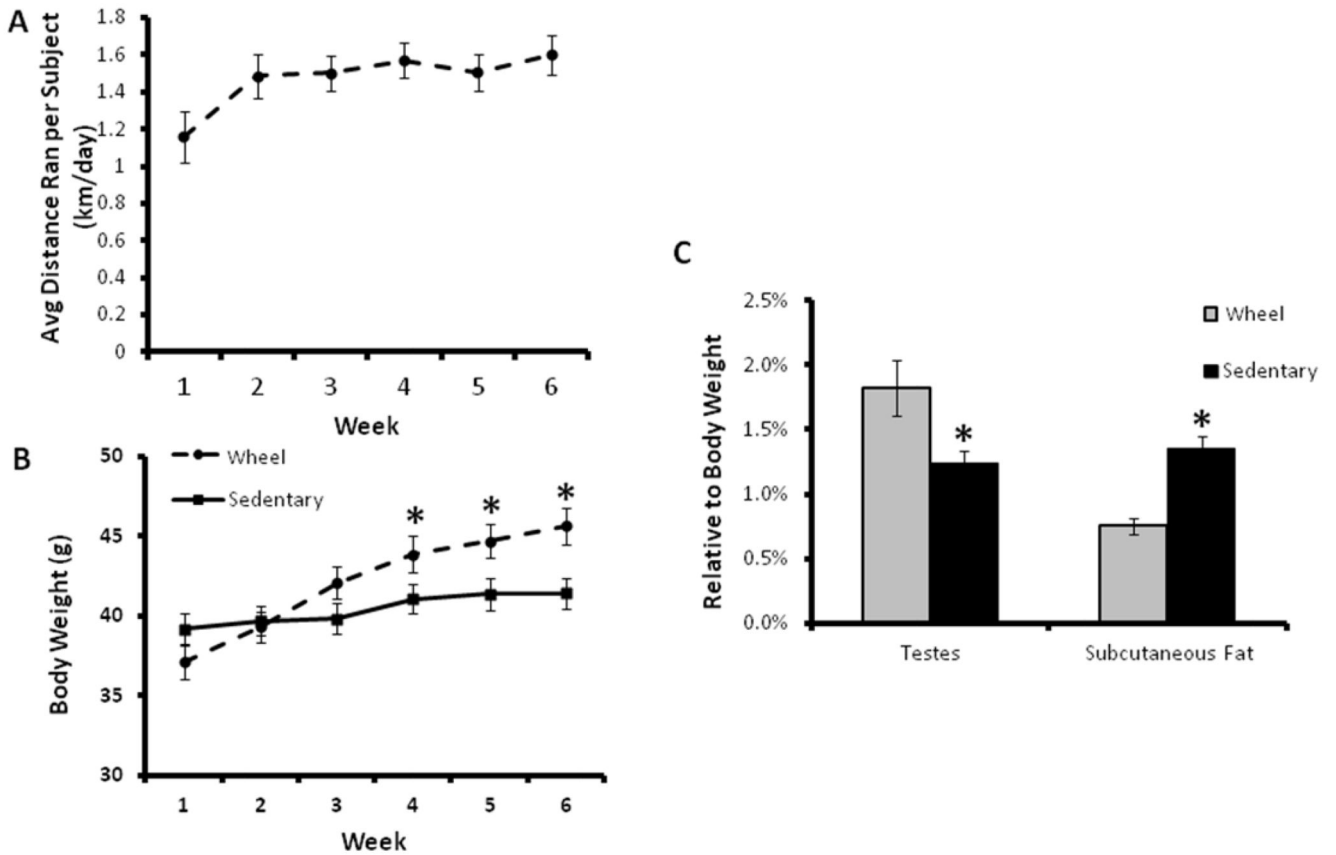 A
Avg Distance Ran per Subject
(km/day)
1.8
1.6
1.4
1.2
1
0.8
0.6
0.4
0.2
0
1 2 3 4 5 6
Week
B
Body Weight (g)
50
45
40
35
30
Wheel
Sedentary
* * *
1 2 3 4 5 6
Week
C
Relative to Body Weight
2.5%
2.0%
1.5%
1.0%
0.5%
0.0%
Wheel
Sedentary
* *
Testes Subcutaneous Fat